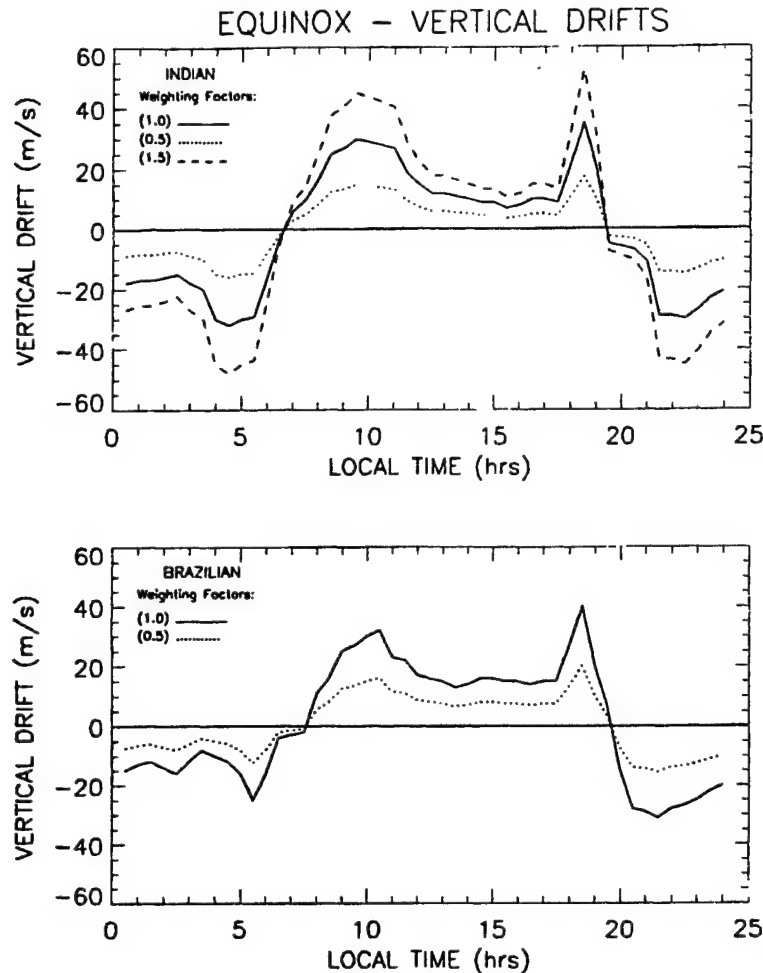 EQUINOX – VERTICAL DRIFTS
INDIAN
Weighting Factors:
(1.0)
(0.5)
(1.5)
VERTICAL DRIFT (m/s)
60
40
20
0
−20
−40
−60
0 5 10 15 20 25
LOCAL TIME (hrs)
BRAZILIAN
Weighting Factors:
(1.0)
(0.5)
VERTICAL DRIFT (m/s)
60
40
20
0
−20
−40
−60
0 5 10 15 20 25
LOCAL TIME (hrs)